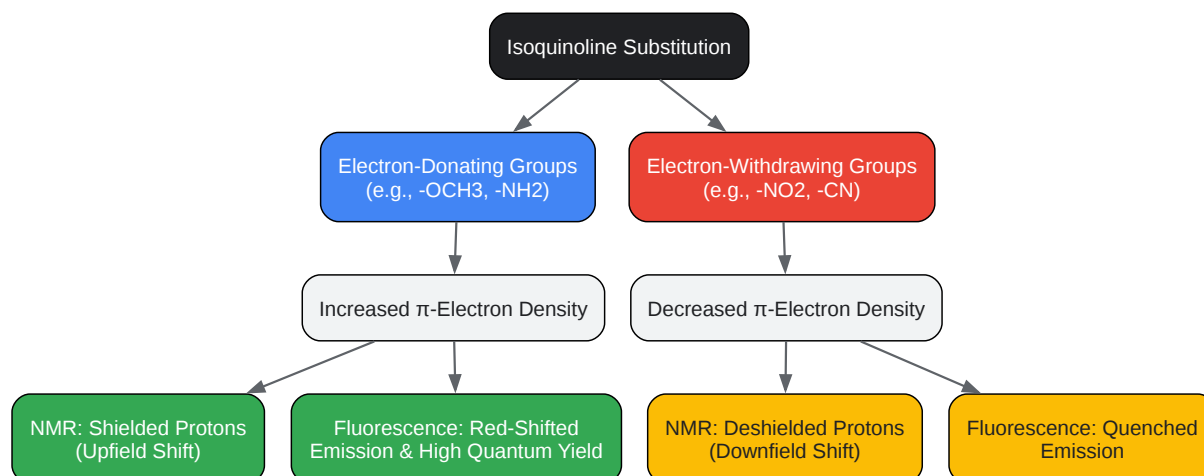 Isoquinoline Substitution
Electron-Donating Groups
(e.g., -OCH3, -NH2)
Electron-Withdrawing Groups
(e.g., -NO2, -CN)
Increased π-Electron Density
Decreased π-Electron Density
NMR: Shielded Protons
(Upfield Shift)
Fluorescence: Red-Shifted
Emission & High Quantum Yield
NMR: Deshielded Protons
(Downfield Shift)
Fluorescence: Quenched
Emission